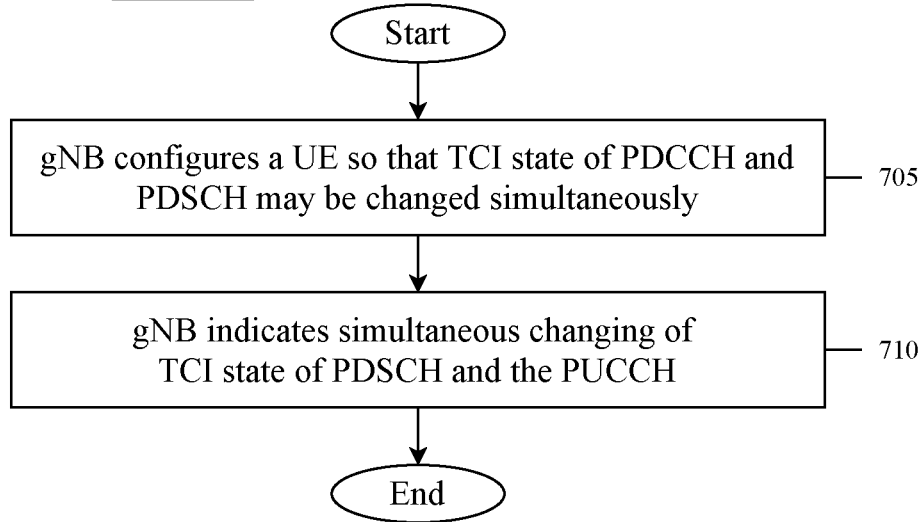 Start
gNB configures a UE so that TCI state of PDCCH and
PDSCH may be changed simultaneously
705
gNB indicates simultaneous changing of
TCI state of PDSCH and the PUCCH
710
End